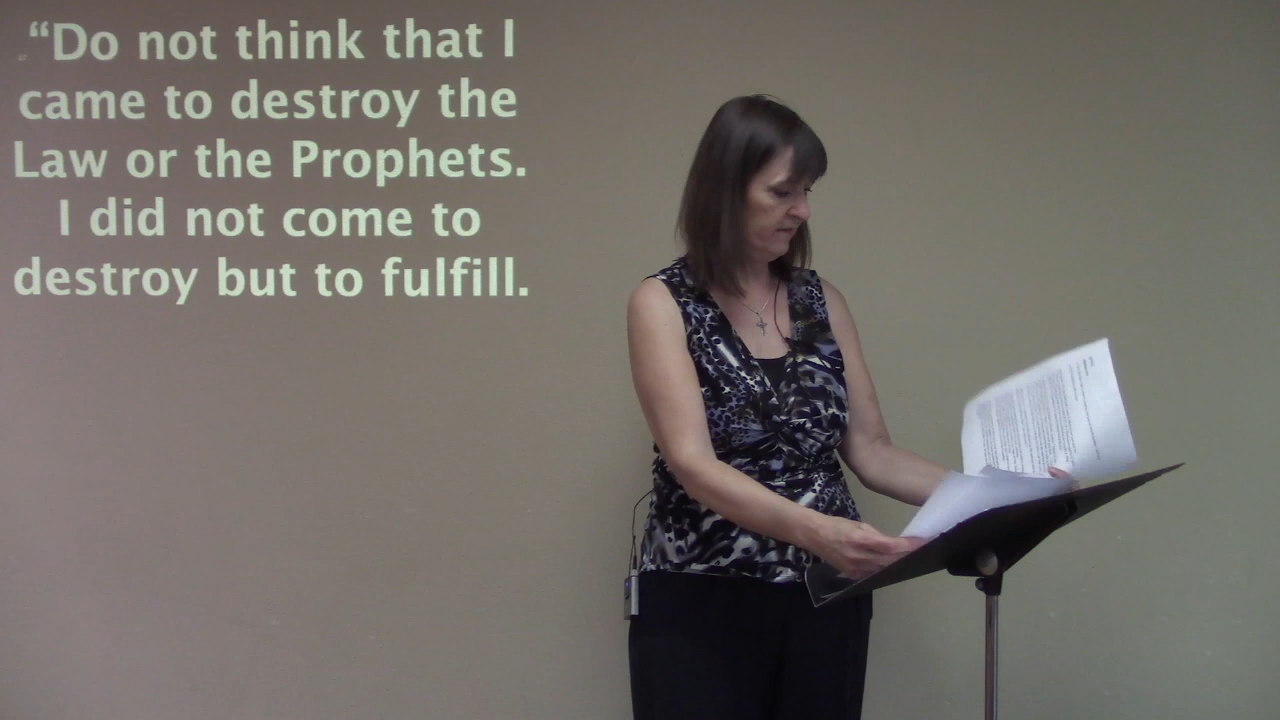 “Do not think that I
came to destroy the
Law or the Prophets.
I did not come to
destroy but to fulfill.